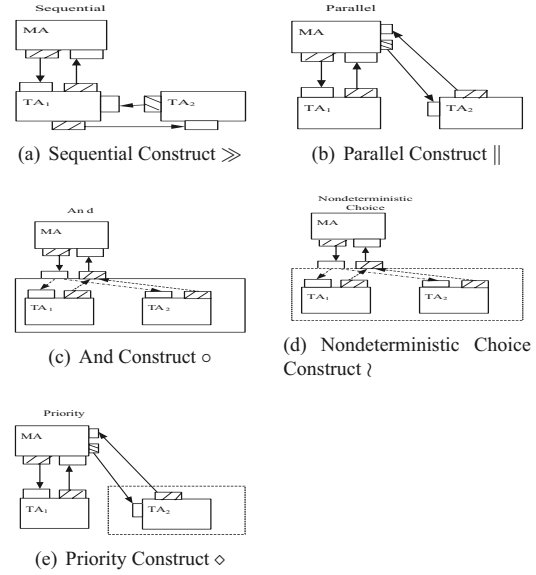 Sequential
MA
TA1
TA2
(a) Sequential Construct ≫
Parallel
MA
TA1
TA2
(b) Parallel Construct ||
And
MA
TA1
TA2
(c) And Construct ○
Nondeterministic
Choice
MA
TA1
TA2
(d) Nondeterministic Choice
Construct ≀
Priority
MA
TA1
TA2
(e) Priority Construct ⋄